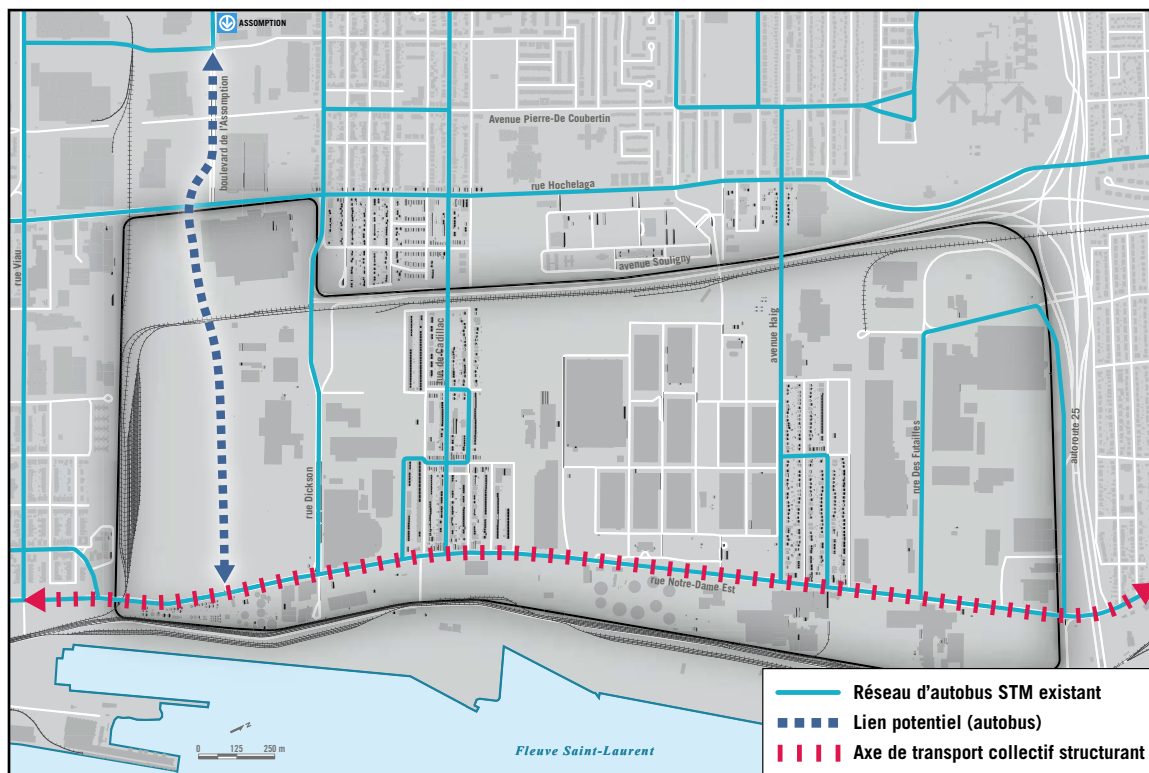 ASSOMPTION
boulevard de l'Assomption
Avenue Pierre-De Coubertin
rue Hochelaga
rue Viau
avenue Souligny
rue de Cadillac
avenue Haig
rue Dickson
rue Des Futailles
autoroute 25
rue Notre-Dame Est
N
0 125 250 m
Fleuve Saint-Laurent
Réseau d'autobus STM existant
Lien potentiel (autobus)
Axe de transport collectif structurant